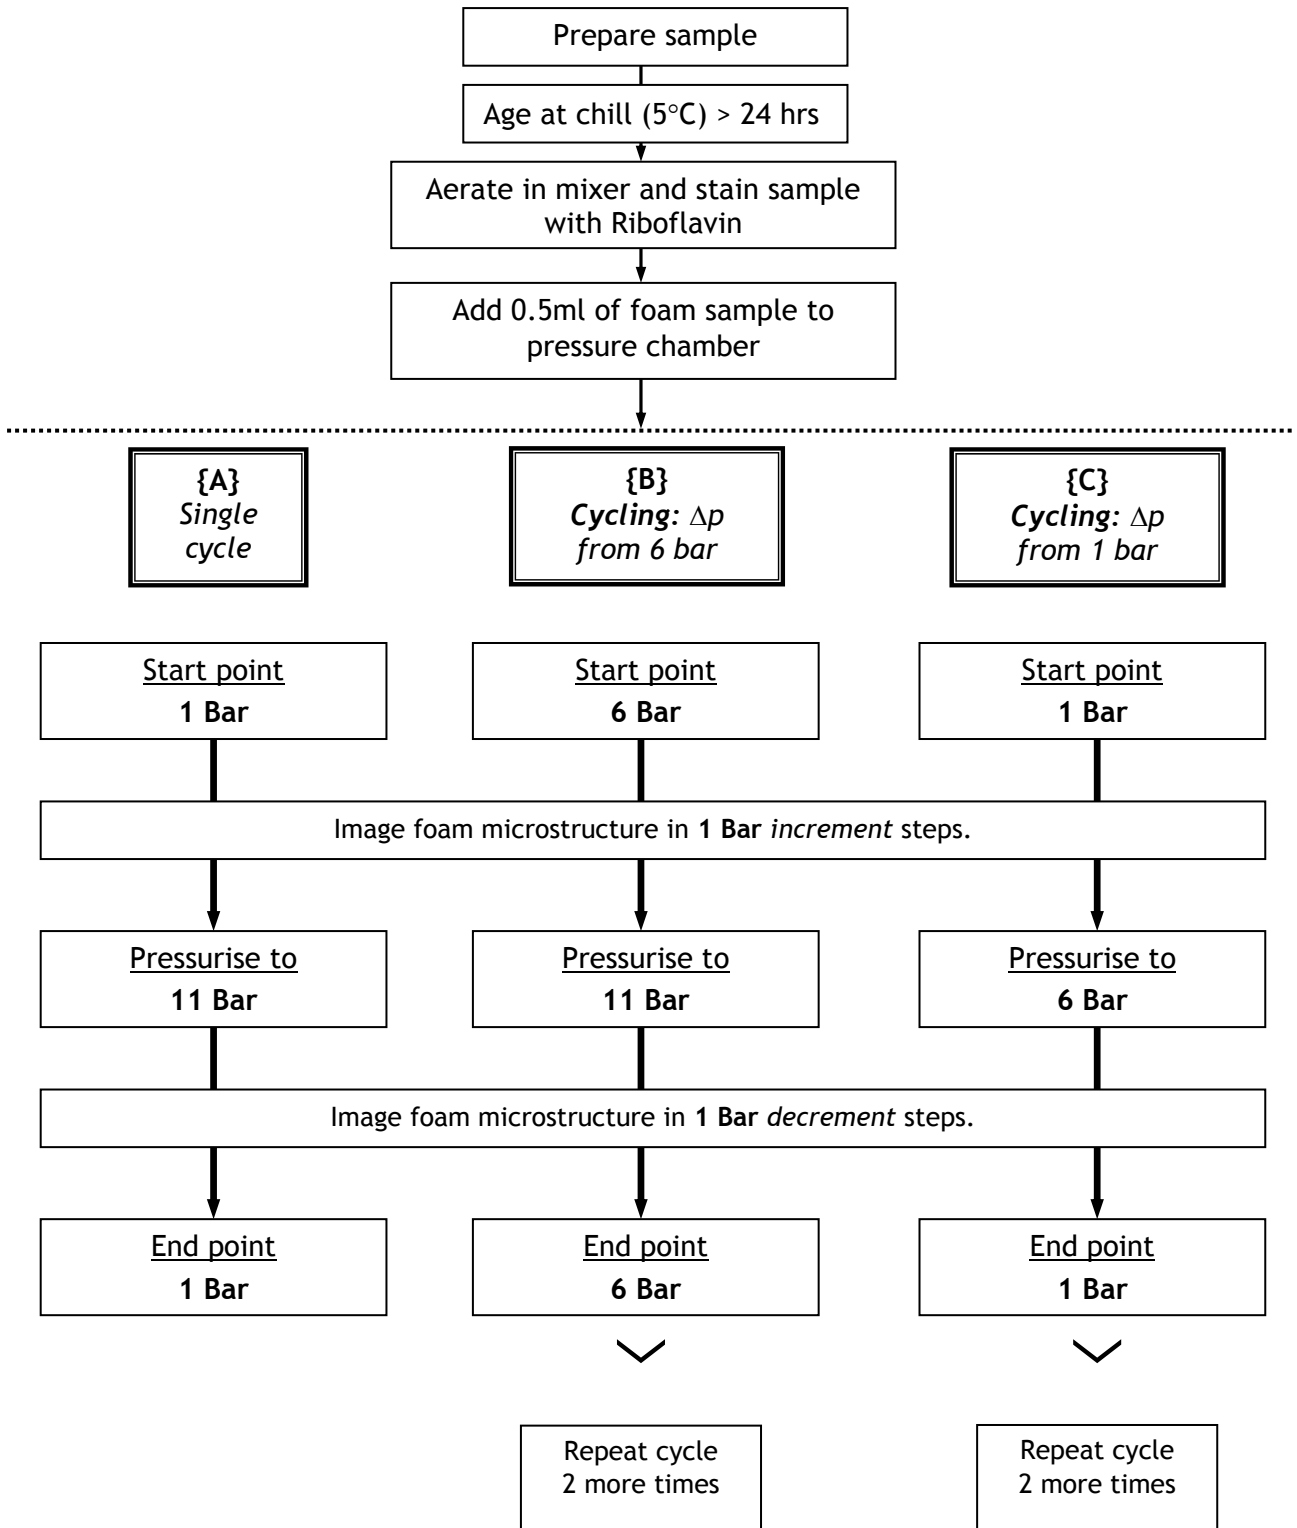 Prepare sample
Age at chill (5°C) > 24 hrs
Aerate in mixer and stain sample
with Riboflavin
Add 0.5ml of foam sample to
pressure chamber
{A}
Single
cycle
{B}
Cycling: Δp
from 6 bar
{C}
Cycling: Δp
from 1 bar
Start point
1 Bar
Start point
6 Bar
Start point
1 Bar
Image foam microstructure in 1 Bar increment steps.
Pressurise to
11 Bar
Pressurise to
11 Bar
Pressurise to
6 Bar
Image foam microstructure in 1 Bar decrement steps.
End point
1 Bar
End point
6 Bar
End point
1 Bar
Repeat cycle
2 more times
Repeat cycle
2 more times